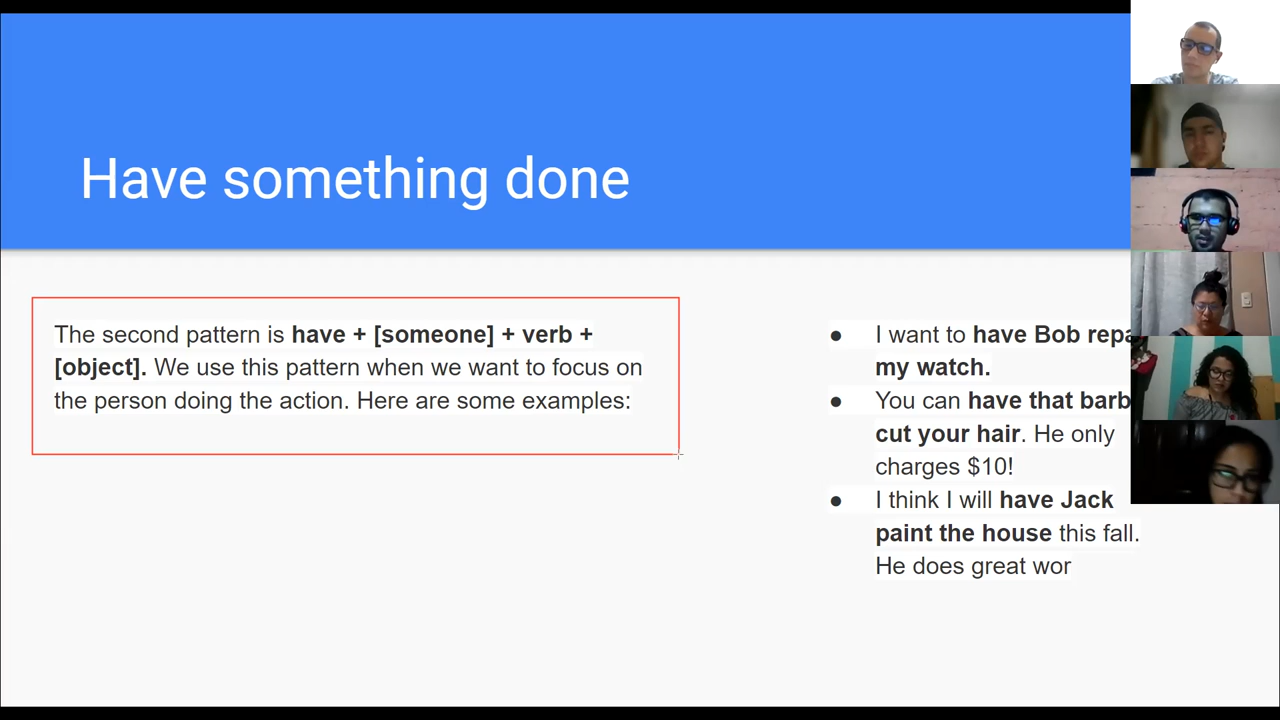 Have something done
The second pattern is have + [someone] + verb +
[object]. We use this pattern when we want to focus on
the person doing the action. Here are some examples:
● I want to have Bob
my watch.
● You can have that
cut your hair. He only
charges $10!
● I think I will have Jack
paint the house this fall.
He does great wor